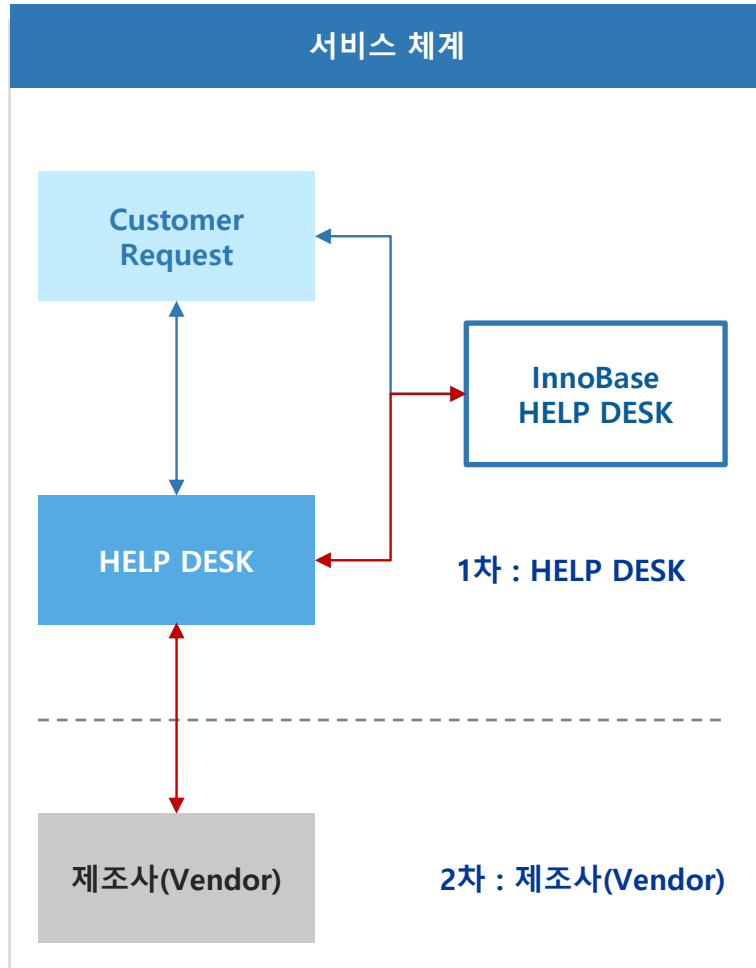 서비스 체계
Customer
Request
InnoBase
HELP DESK
HELP DESK
1차 : HELP DESK
제조사(Vendor)
2차 : 제조사(Vendor)